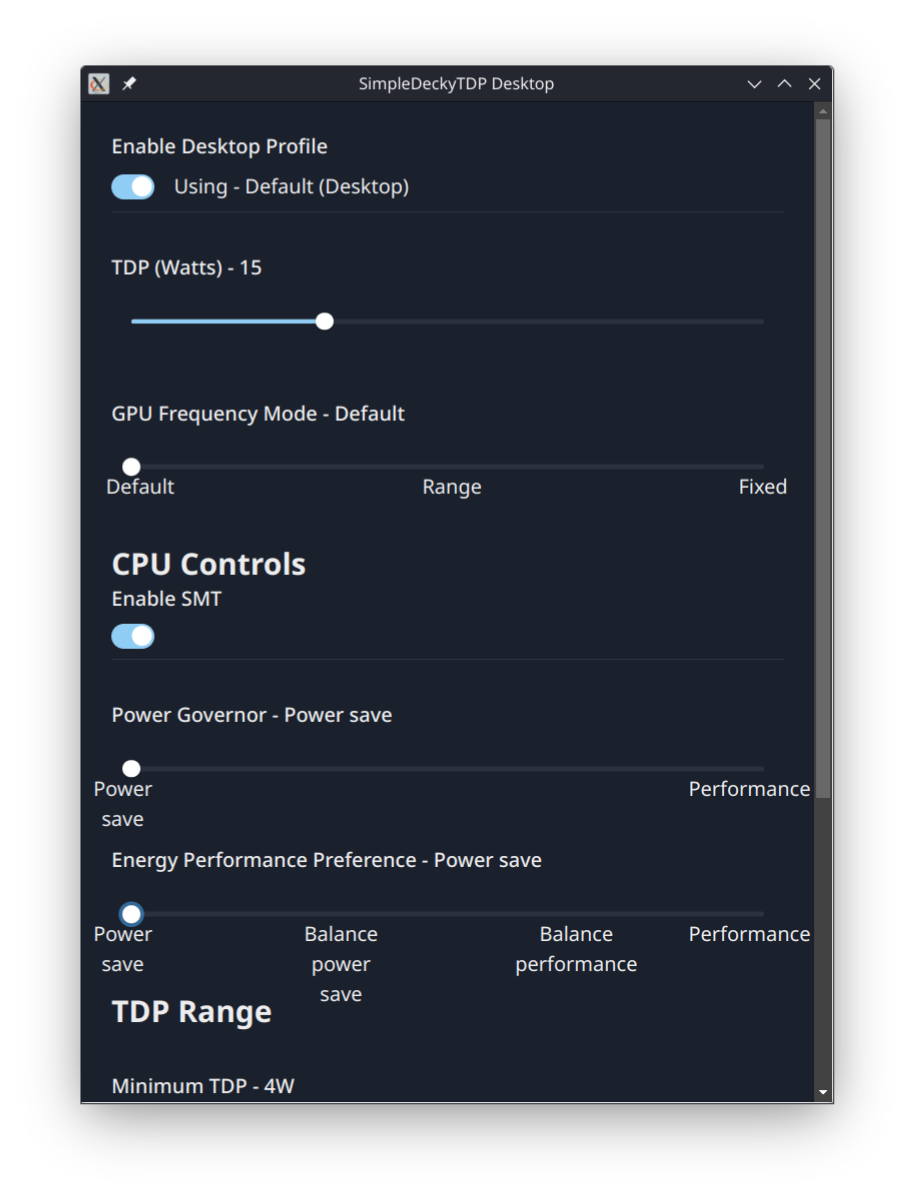 SimpleDeckyTDP Desktop
Enable Desktop Profile
Using - Default (Desktop)
TDP (Watts) - 15
GPU Frequency Mode - Default
Default Range Fixed
CPU Controls
Enable SMT
Power Governor - Power save
Power save
Performance
Energy Performance Preference - Power save
Power
save
Balance
power
save
Balance
performance
Performance
TDP Range
Minimum TDP - 4W